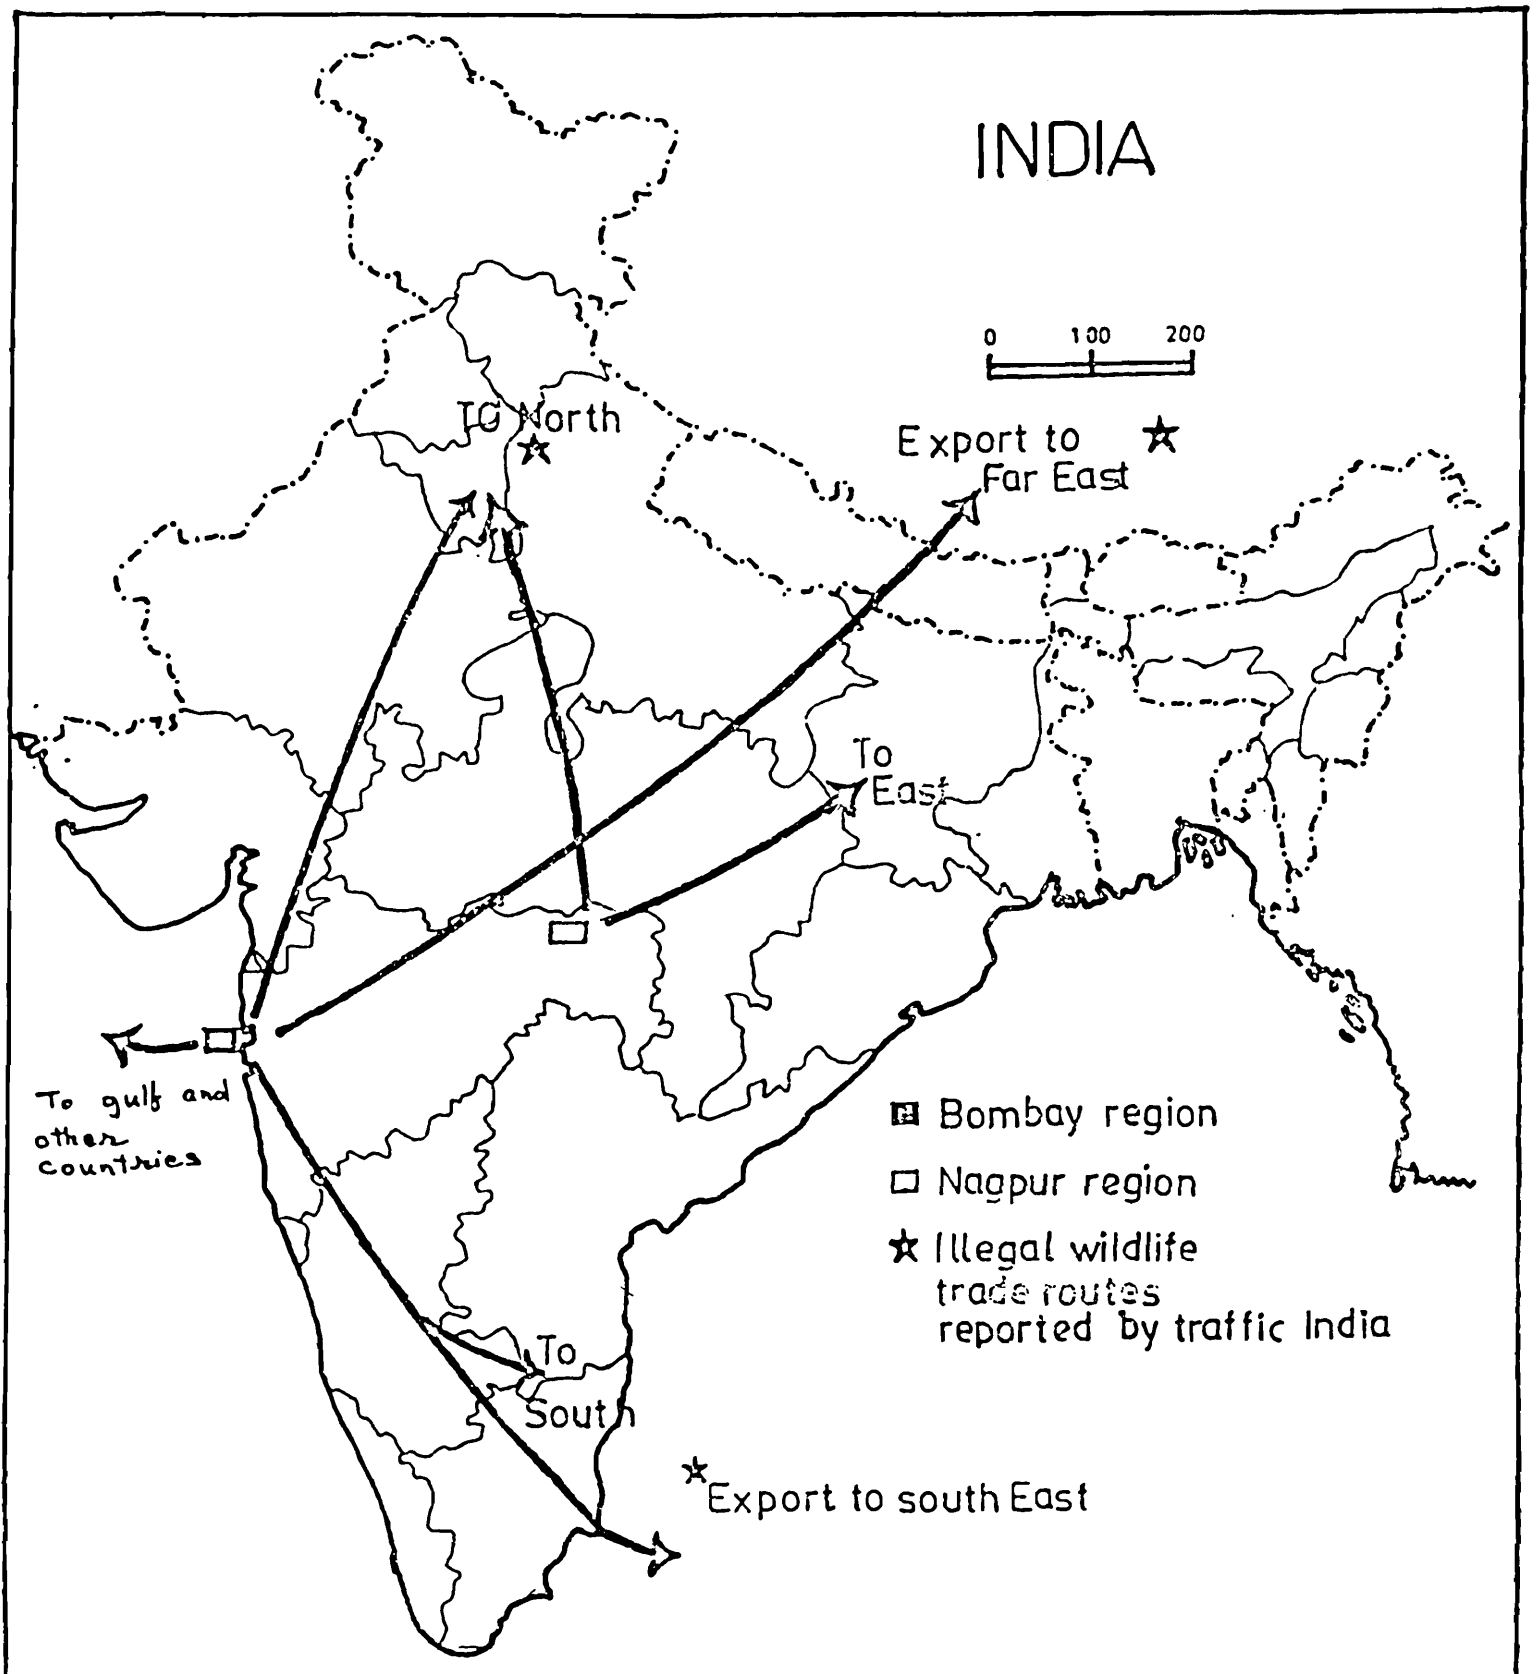 INDIA
0 100 200
TO North
Export to
Far East
To
East
To gulf and
other
countries
Bombay region
Nagpur region
Illegal wildlife
trade routes
reported by traffic India
To
South
Export to south East